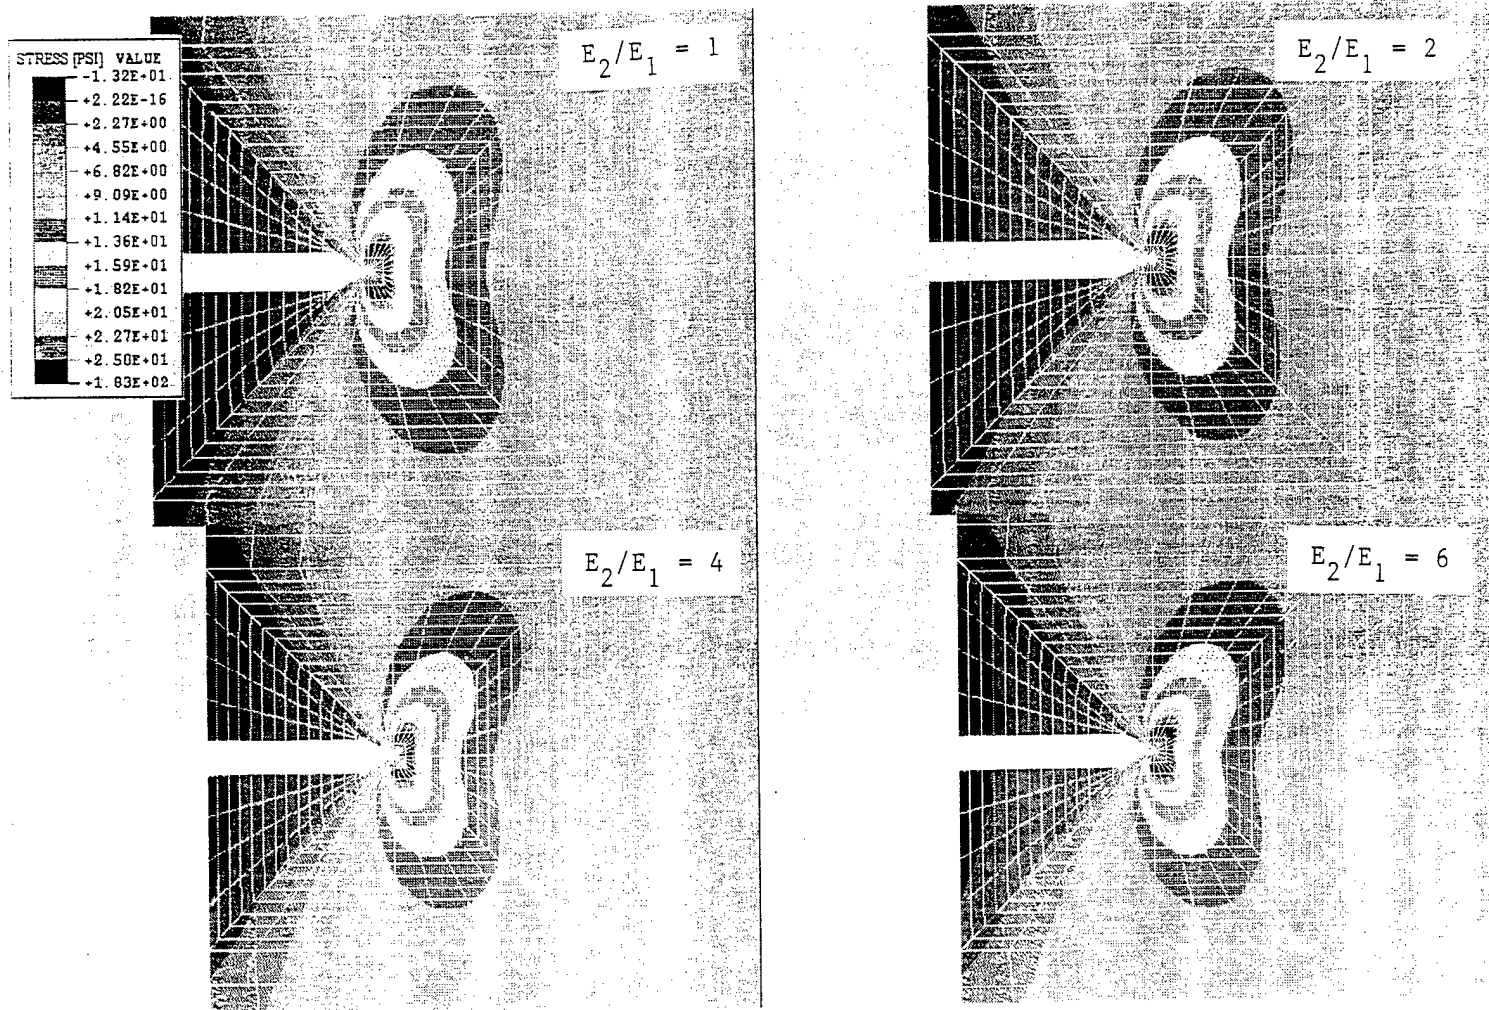 STRESS [PSI] VALUE
-1.32E+01
+2.22E-16
+2.27E+00
+4.55E+00
+6.82E+00
+9.09E+00
+1.14E+01
+1.36E+01
+1.59E+01
+1.82E+01
+2.05E+01
+2.27E+01
+2.50E+01
+1.83E+02
E2/E1 = 1
E2/E1 = 2
E2/E1 = 4
E2/E1 = 6